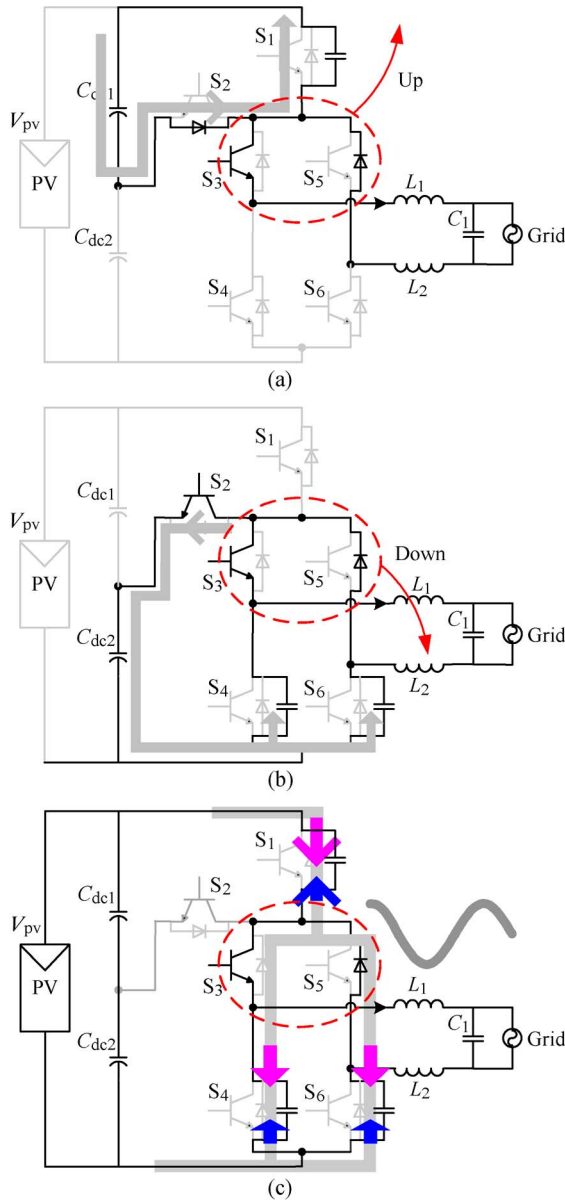 S1
Cdc1
S2
Up
Vpv
PV
S3
S5
L1
C1
Grid
Cdc2
L2
S4
S6
(a)
S1
Cdc1
S2
Vpv
Down
PV
S3
S5
L1
C1
Grid
Cdc2
L2
S4
S6
(b)
S1
Cdc1
S2
Vpv
PV
S3
S5
L1
C1
Grid
Cdc2
L2
S4
S6
(c)